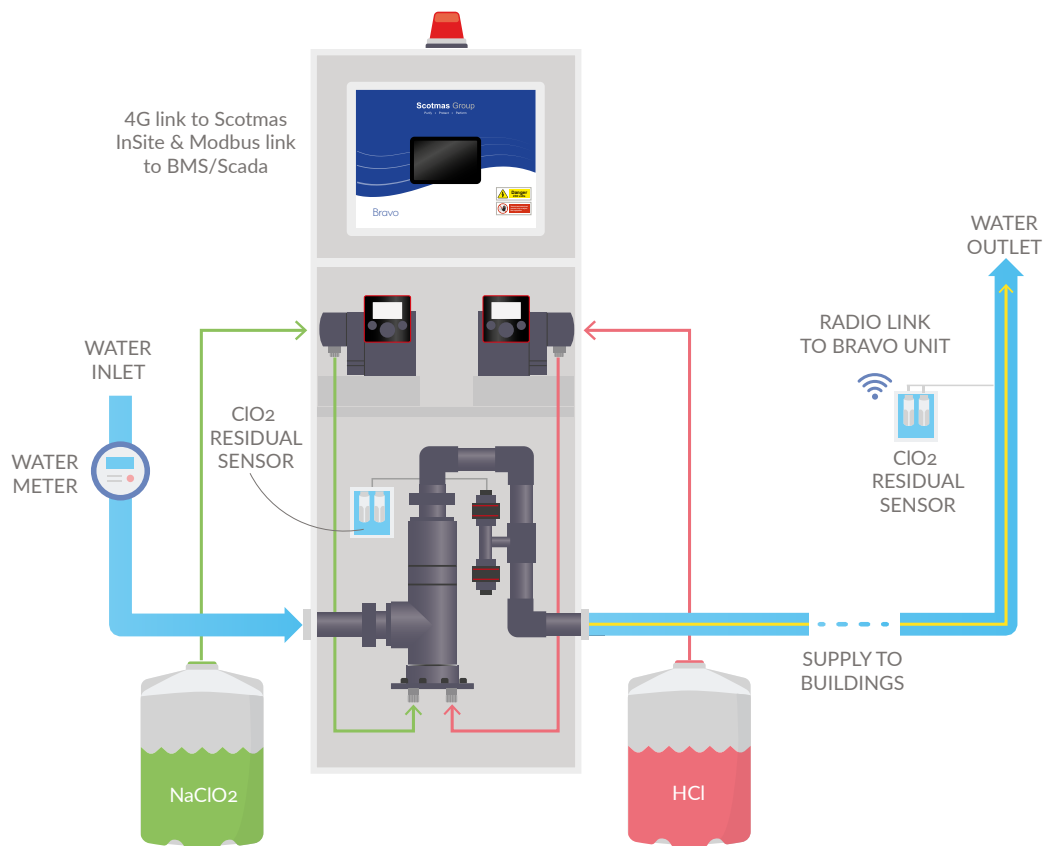 4G link to Scotmas
InSite & Modbus link
to BMS/Scada
Scotmas Group
Bravo
Danger
WATER
OUTLET
RADIO LINK
TO BRAVO UNIT
WATER
INLET
ClO2
RESIDUAL
SENSOR
WATER
METER
ClO2
RESIDUAL
SENSOR
SUPPLY TO
BUILDINGS
NaClO2
HCl